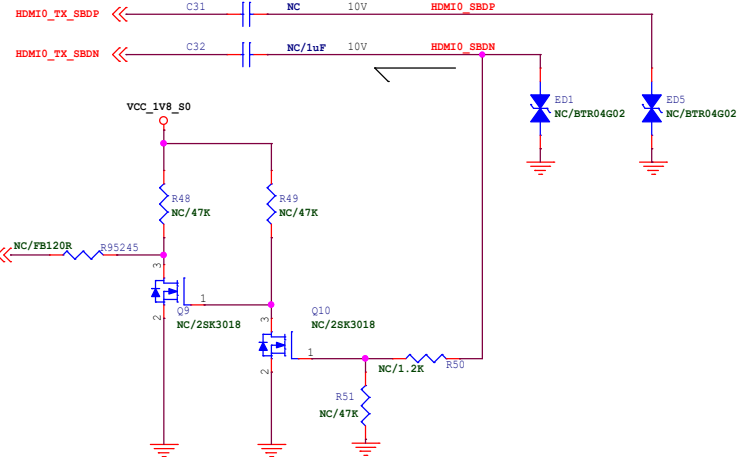 C31 NC 10V HDMI0_SBDP
HDMI0_TX_SBDP
C32 NC/1uF 10V HDMI0_SBDN
HDMI0_TX_SBDN
VCC_1V8_S0
ED1 ED5
NC/BTR04G02 NC/BTR04G02
R48 R49
NC/47K NC/47K
NC/FB120R R95245
3
1
2
Q9
NC/2SK3018
Q10
NC/2SK3018
3
1
2
NC/1.2K R50
R51
NC/47K